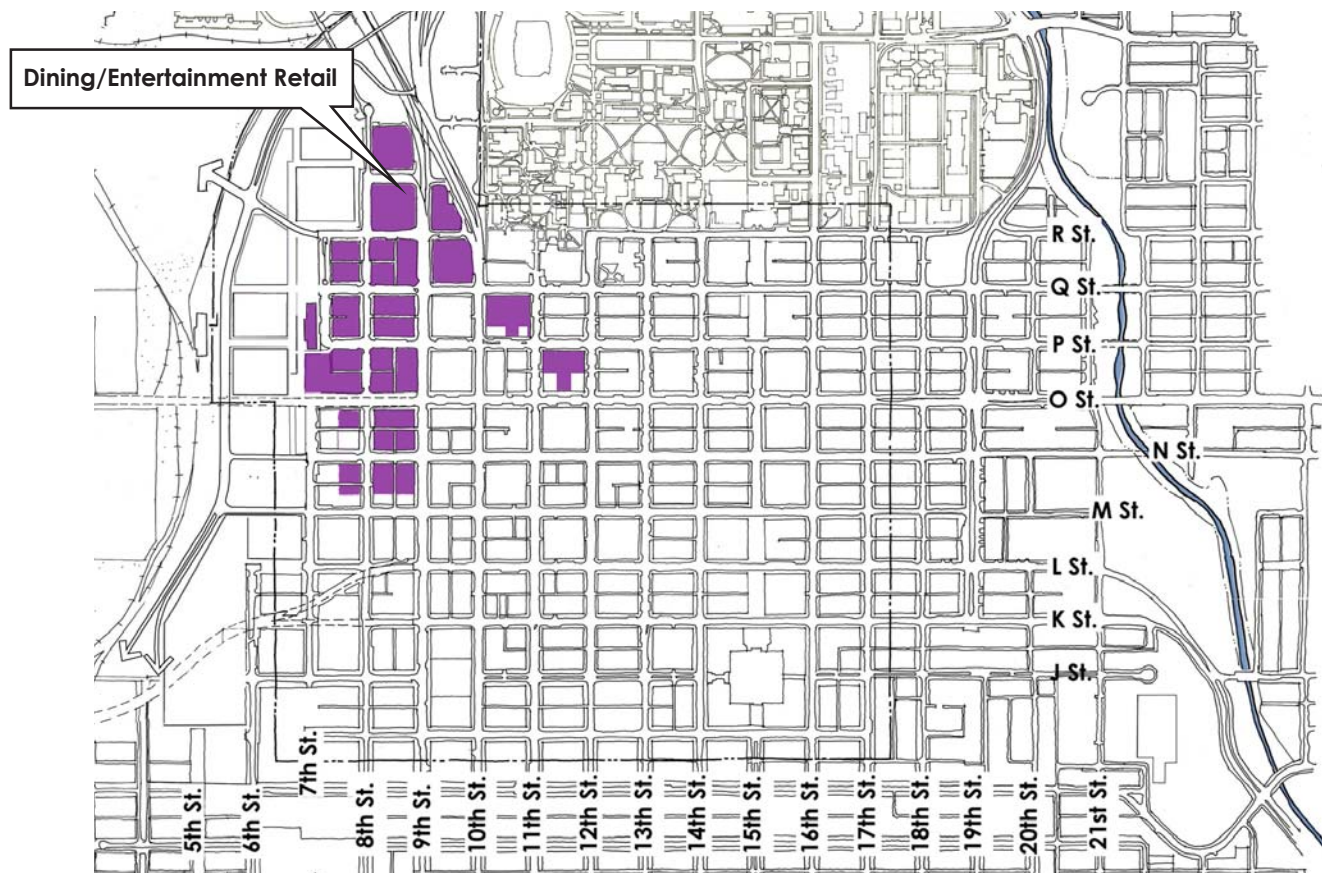 Dining/Entertainment Retail
R St.
Q St.
P St.
O St.
N St.
M St.
L St.
K St.
J St.
5th St.
6th St.
7th St.
8th St.
9th St.
10th St.
11th St.
12th St.
13th St.
14th St.
15th St.
16th St.
17th St.
18th St.
19th St.
20th St.
21st St.